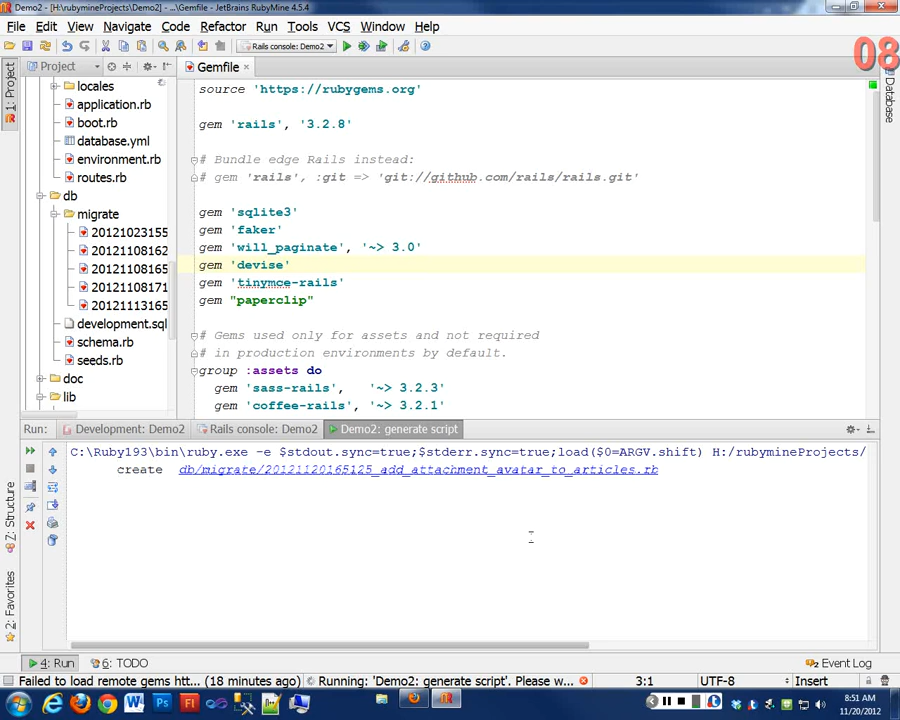 Demo2 - [H:\rubymineProjects\Demo2] - ...\Gemfile - JetBrains RubyMine 4.5.4
File Edit View Navigate Code Refactor Run Tools VCS Window Help
Rails console: Demo2
08
1: Project
Project
Gemfile
Database
locales
application.rb
boot.rb
database.yml
environment.rb
routes.rb
db
migrate
20121023155
20121108162
20121108165
20121108171
20121113165
development.sql
schema.rb
seeds.rb
doc
lib
source 'https://rubygems.org'
gem 'rails', '3.2.8'
# Bundle edge Rails instead:
# gem 'rails', :git => 'git://github.com/rails/rails.git'
gem 'sqlite3'
gem 'faker'
gem 'will_paginate', '~> 3.0'
gem 'devise'
gem 'tinymce-rails'
gem "paperclip"
# Gems used only for assets and not required
# in production environments by default.
group :assets do
gem 'sass-rails', '~> 3.2.3'
gem 'coffee-rails', '~> 3.2.1'
Run: Development: Demo2 Rails console: Demo2 Demo2: generate script
C:\Ruby193\bin\ruby.exe -e $stdout.sync=true;$stderr.sync=true;load($0=ARGV.shift) H:/rubymineProjects/
create db/migrate/20121120165125_add_attachment_avatar_to_articles.rb
Z: Structure
2: Favorites
4: Run 6: TODO Event Log
Failed to load remote gems htt... (18 minutes ago) Running: 'Demo2: generate script'. Please w... 3:1 UTF-8 Insert
8:51 AM
11/20/2012